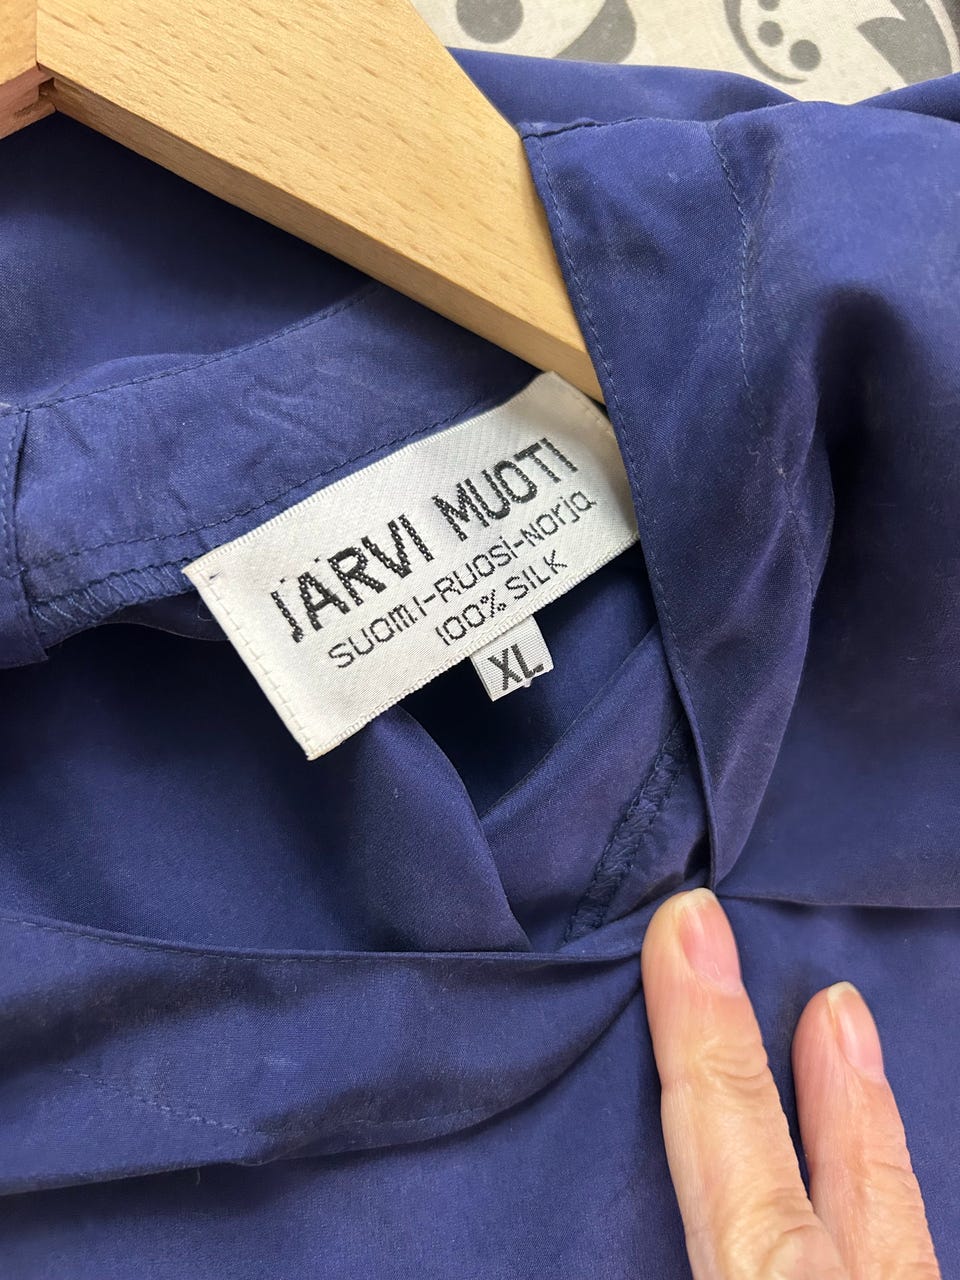 JÄRVI MUOTI
SUOMI-RUOSI-NORJA
100% SILK
XL